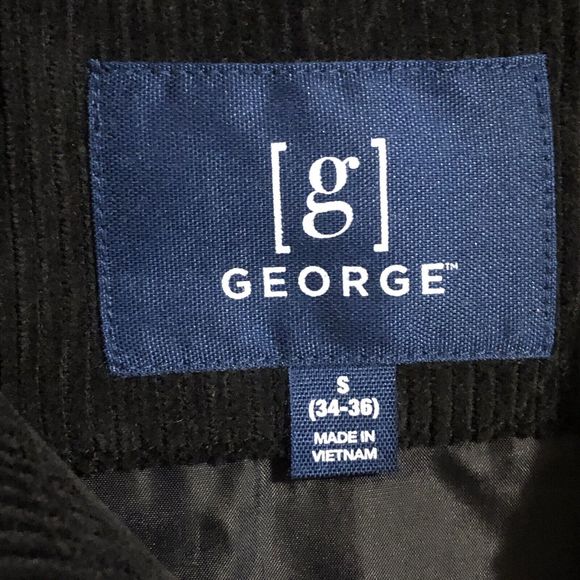 [g]
GEORGE™
S
(34-36)
MADE IN
VIETNAM